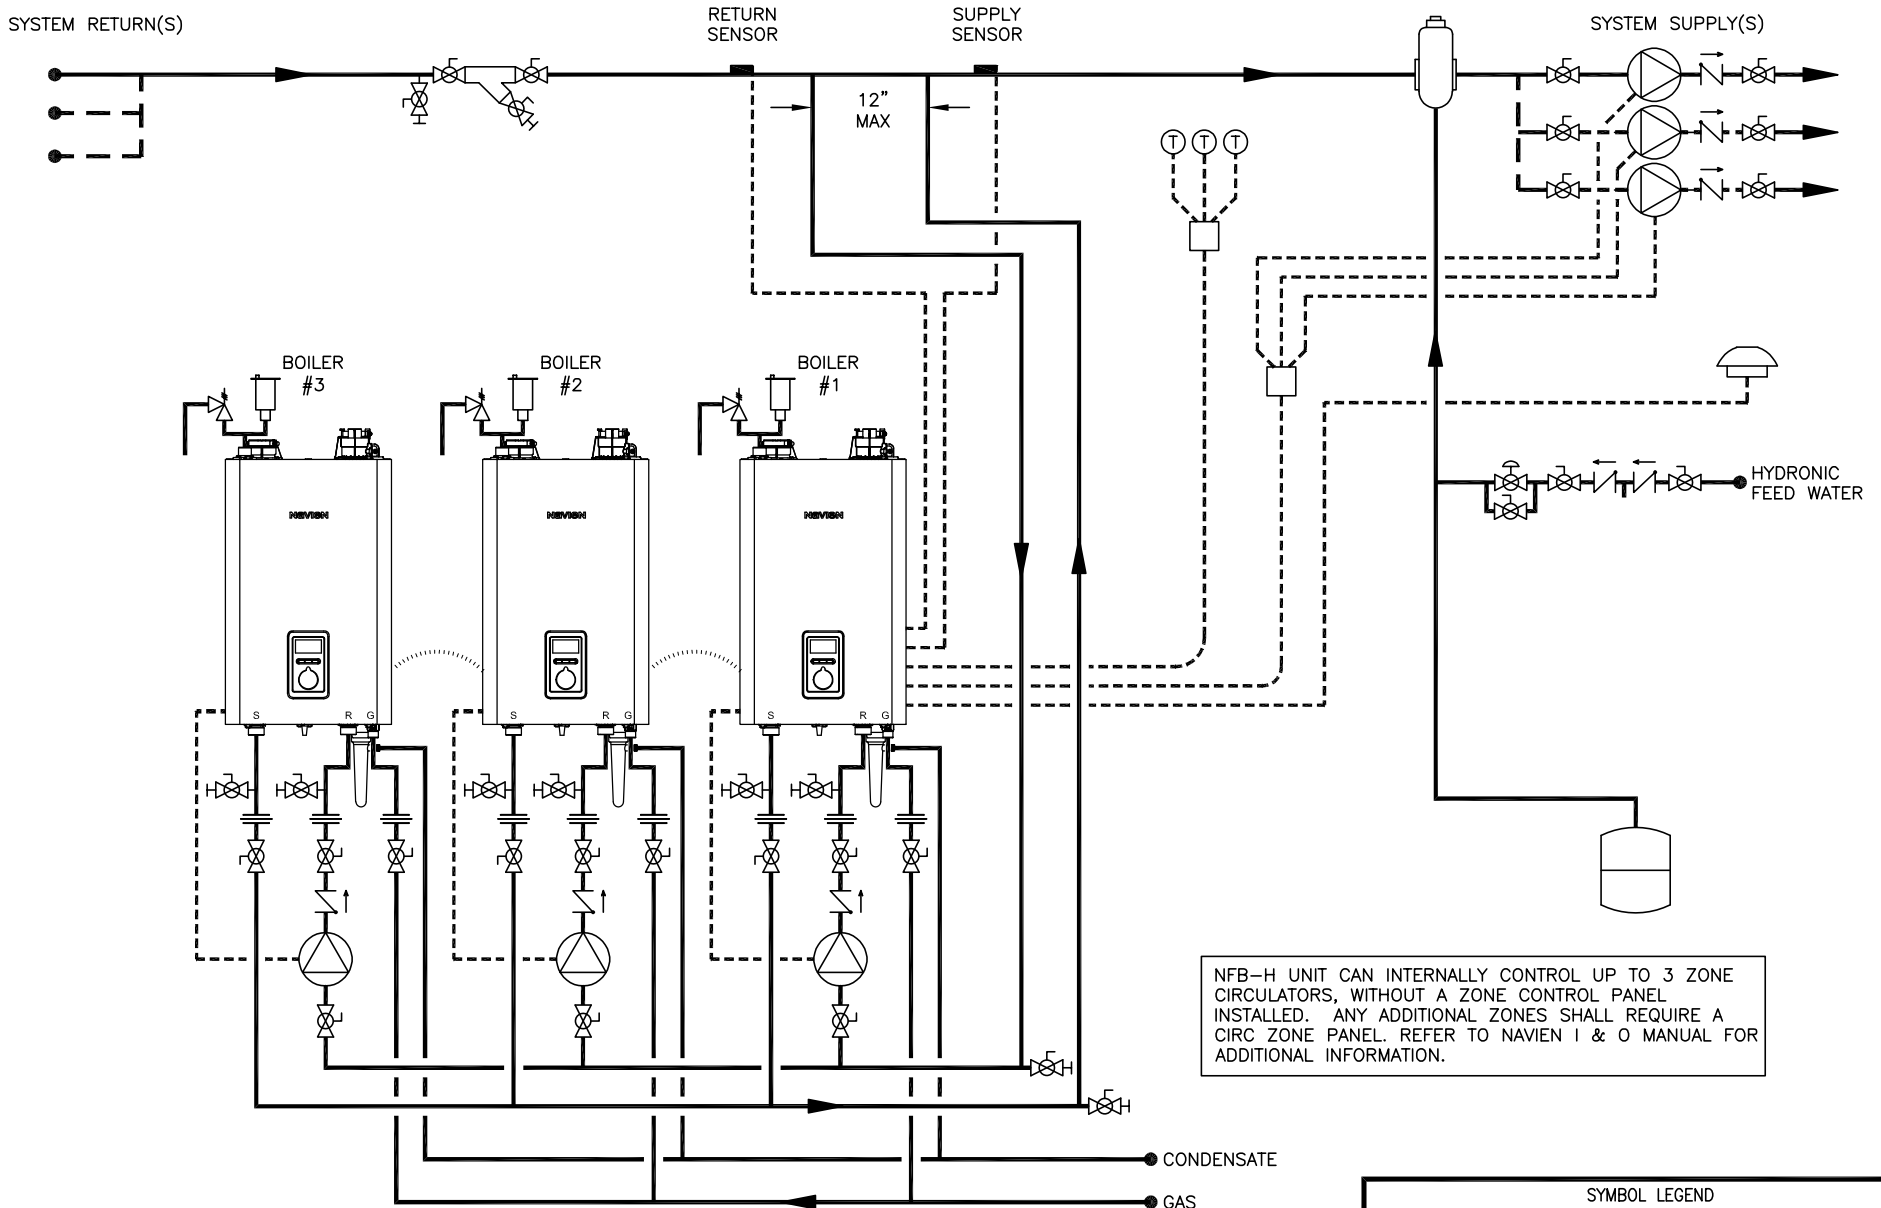 SYSTEM RETURN(S)
RETURN
SENSOR
SUPPLY
SENSOR
SYSTEM SUPPLY(S)
12"
MAX
T T T
BOILER
#3
BOILER
#2
BOILER
#1
HYDRONIC
FEED WATER
NAVIEN
NAVIEN
NAVIEN
S R G
S R G
S R G
NFB-H UNIT CAN INTERNALLY CONTROL UP TO 3 ZONE
CIRCULATORS, WITHOUT A ZONE CONTROL PANEL
INSTALLED. ANY ADDITIONAL ZONES SHALL REQUIRE A
CIRC ZONE PANEL. REFER TO NAVIEN I & O MANUAL FOR
ADDITIONAL INFORMATION.
CONDENSATE
GAS
SYMBOL LEGEND